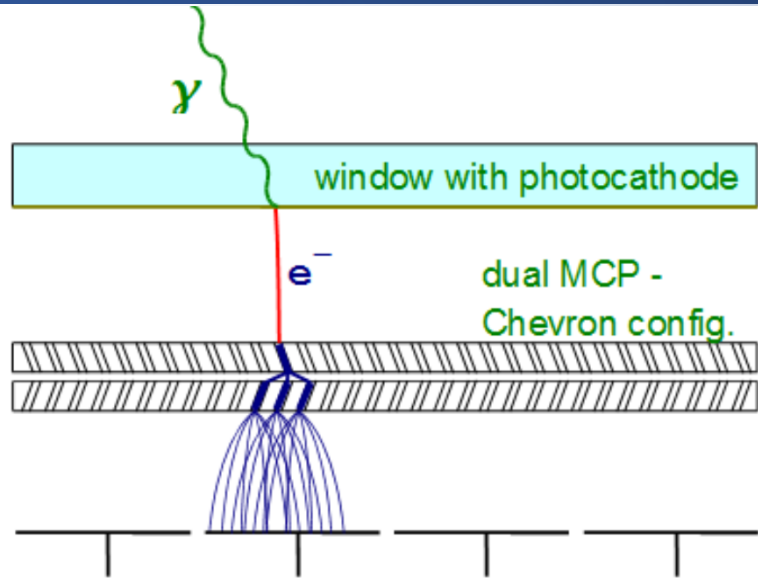 γ
window with photocathode
e⁻
dual MCP -
Chevron config.